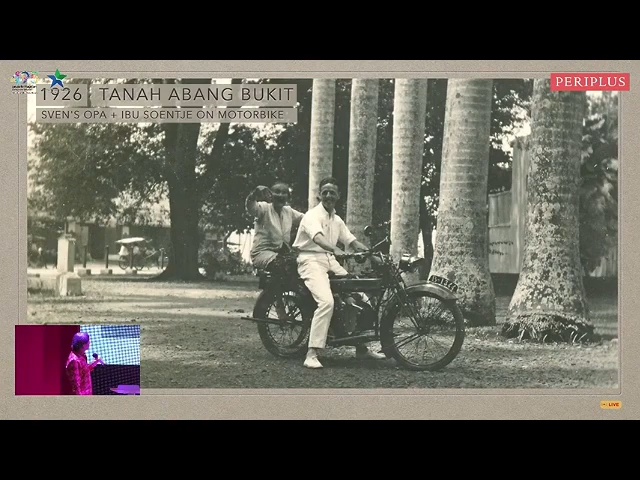 1926 | TANAH ABANG BUKIT
SVEN'S OPA + IBU SOENTJE ON MOTORBIKE
PERIPLUS
LIVE